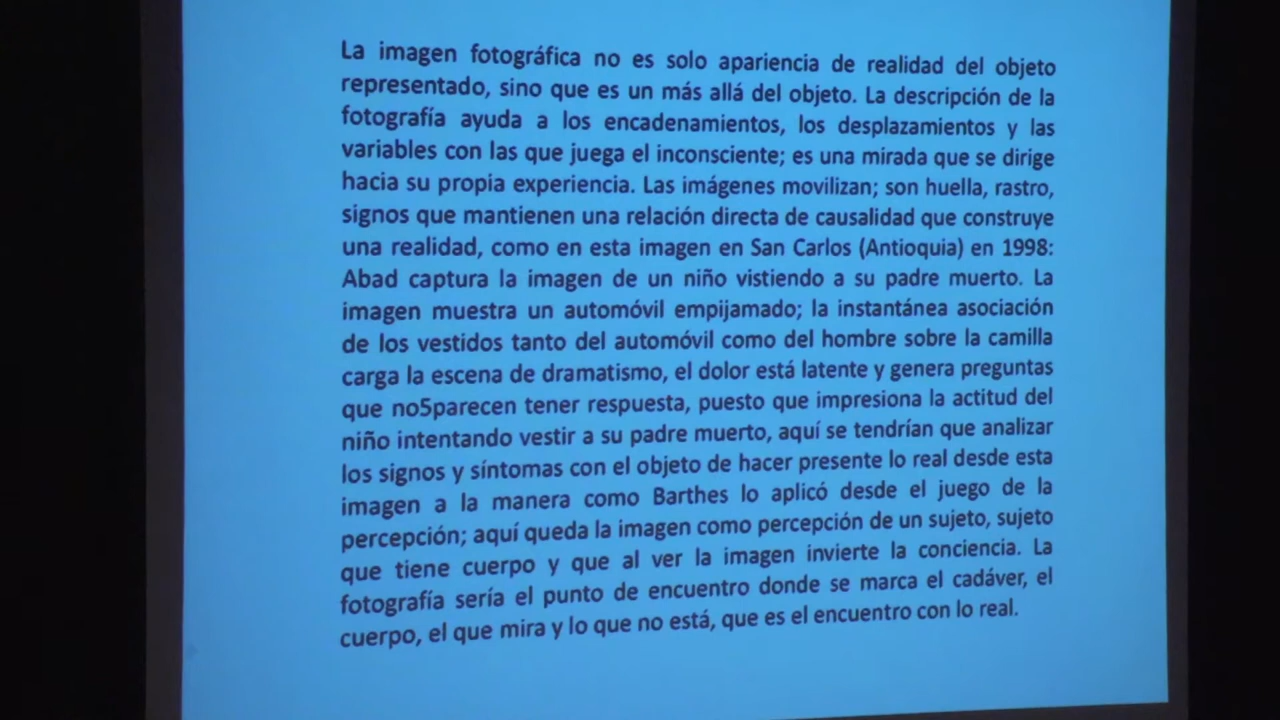 La imagen fotográfica no es solo apariencia de realidad del objeto
representado, sino que es un más allá del objeto. La descripción de la
fotografía ayuda a los encadenamientos, los desplazamientos y las
variables con las que juega el inconsciente; es una mirada que se dirige
hacia su propia experiencia. Las imágenes movilizan; son huella, rastro,
signos que mantienen una relación directa de causalidad que construye
una realidad, como en esta imagen en San Carlos (Antioquia) en 1998:
Abad captura la imagen de un niño vistiendo a su padre muerto. La
imagen muestra un automóvil empijamado; la instantánea asociación
de los vestidos tanto del automóvil como del hombre sobre la camilla
carga la escena de dramatismo, el dolor está latente y genera preguntas
que no5parecen tener respuesta, puesto que impresiona la actitud del
niño intentando vestir a su padre muerto, aquí se tendrían que analizar
los signos y síntomas con el objeto de hacer presente lo real desde esta
imagen a la manera como Barthes lo aplicó desde el juego de la
percepción; aquí queda la imagen como percepción de un sujeto, sujeto
que tiene cuerpo y que al ver la imagen invierte la conciencia. La
fotografía sería el punto de encuentro donde se marca el cadáver, el
cuerpo, el que mira y lo que no está, que es el encuentro con lo real.